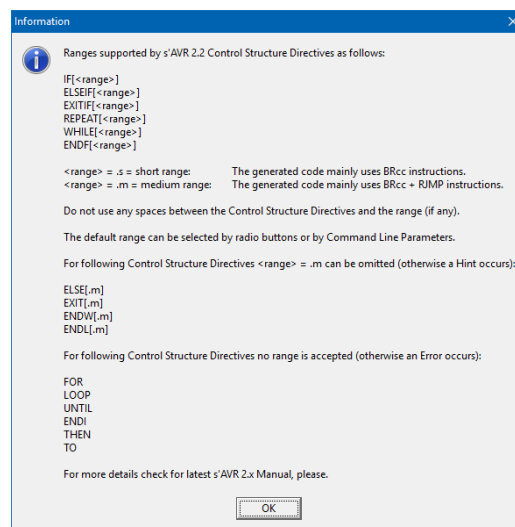 Information
Ranges supported by s'AVR 2.2 Control Structure Directives as follows:
IF[<range>]
ELSEIF[<range>]
EXITIF[<range>]
REPEAT[<range>]
WHILE[<range>]
ENDF[<range>]
<range> = .s = short range: The generated code mainly uses BRcc instructions.
<range> = .m = medium range: The generated code mainly uses BRcc + RJMP instructions.
Do not use any spaces between the Control Structure Directives and the range (if any).
The default range can be selected by radio buttons or by Command Line Parameters.
For following Control Structure Directives <range> = .m can be omitted (otherwise a Hint occurs):
ELSE[.m]
EXIT[.m]
ENDW[.m]
ENDL[.m]
For following Control Structure Directives no range is accepted (otherwise an Error occurs):
FOR
LOOP
UNTIL
ENDI
THEN
TO
For more details check for latest s'AVR 2.x Manual, please.
OK